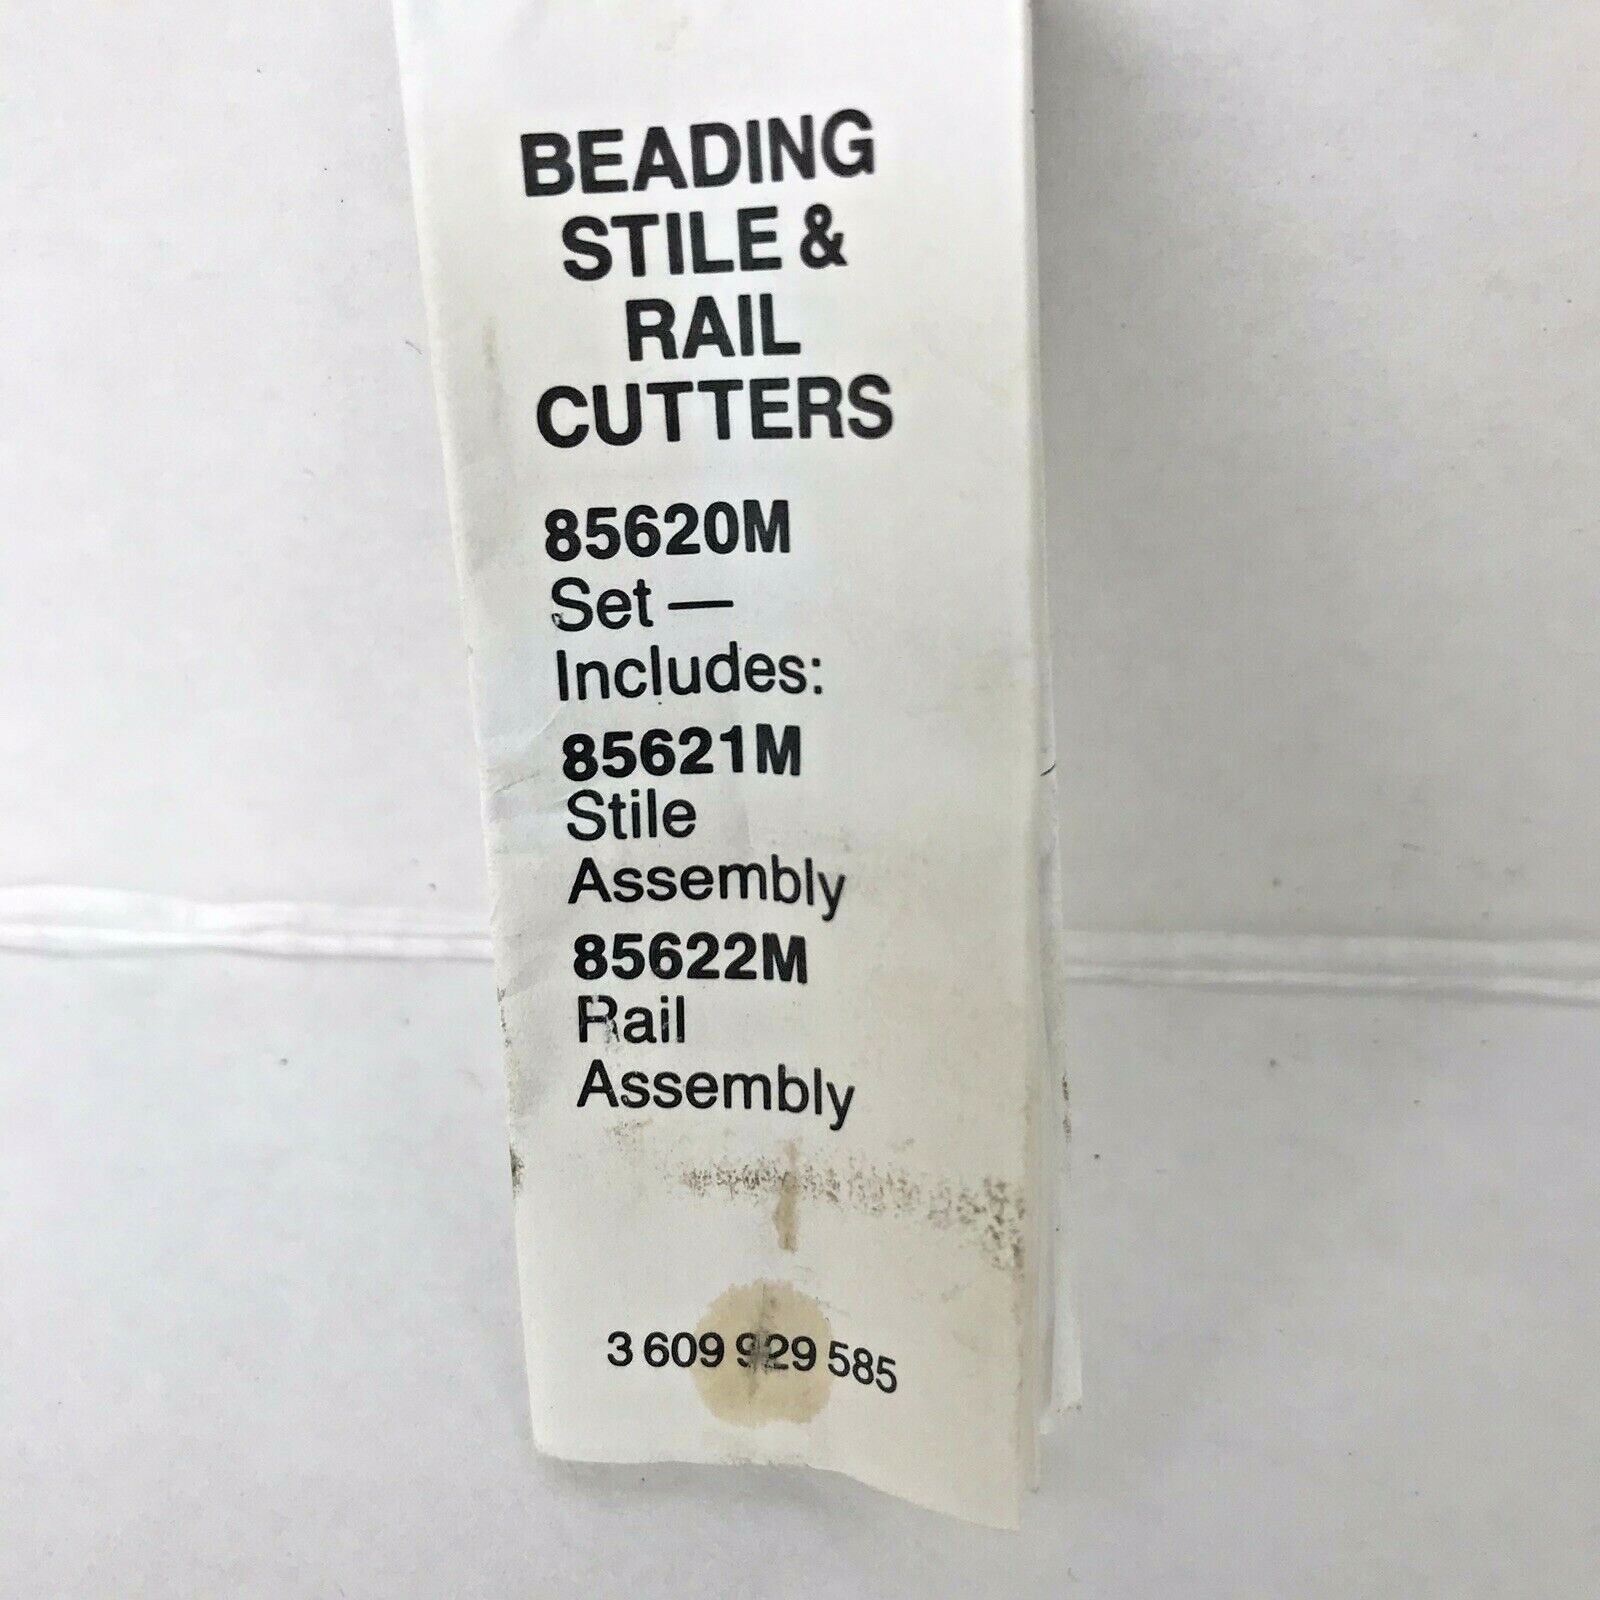 BEADING
STILE &
RAIL
CUTTERS
85620M
Set —
Includes:
85621M
Stile
Assembly
85622M
Rail
Assembly
3 609 929 585